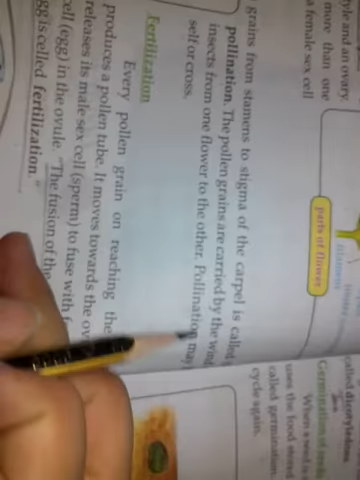 tyle and an ovary.
more than one
a female sex cell
parts of flower
grains from stamens to stigma of the carpel is called
pollination. The pollen grains are carried by the wind
insects from one flower to the other. Pollination may
self or cross.
Fertilization
Every pollen grain on reaching the
produces a pollen tube. It moves towards the ov
releases its male sex cell (sperm) to fuse with
cell (egg) in the ovule. "The fusion of the
egg is called fertilization."
called dicotyledons.
Germination of seeds
When a seed is
uses the food stored
called germination.
cycle again.